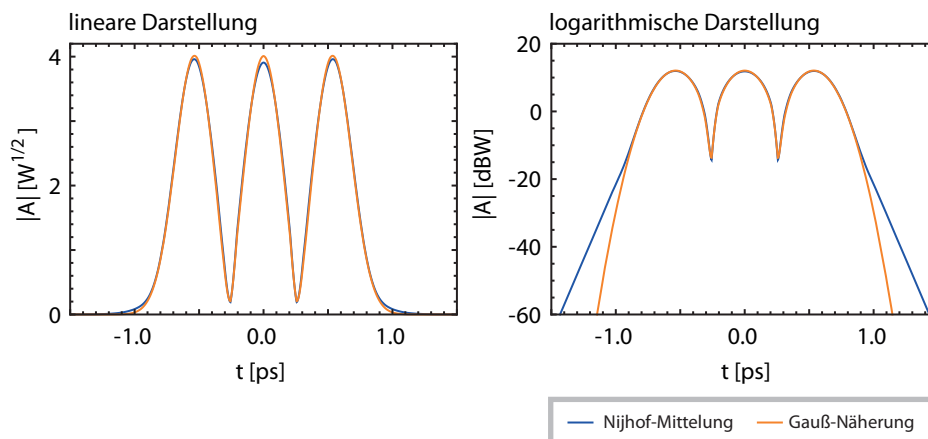 lineare Darstellung
|A| [W^1/2]
4
2
0
-1.0 0.0 1.0
t [ps]
logarithmische Darstellung
|A| [dBW]
20
0
-20
-40
-60
-1.0 0.0 1.0
t [ps]
Nijhof-Mittelung Gauß-Näherung